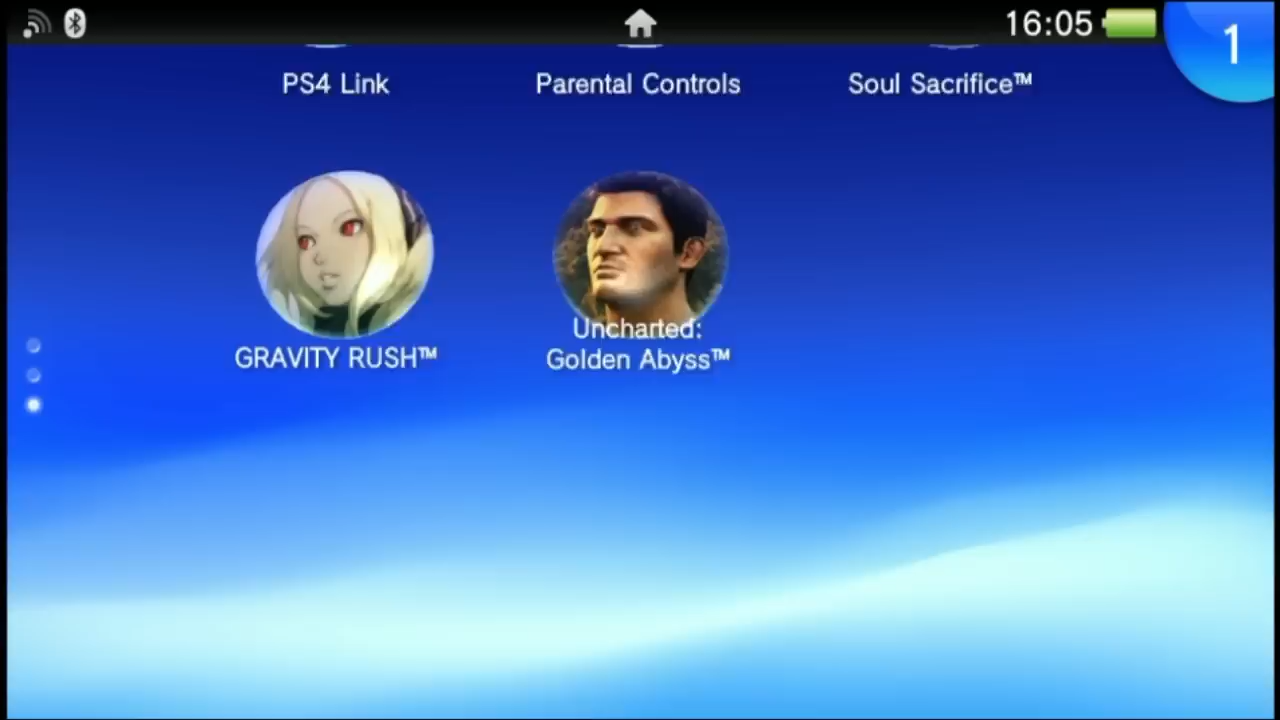 16:05
1
PS4 Link
Parental Controls
Soul Sacrifice™
GRAVITY RUSH™
Uncharted:
Golden Abyss™